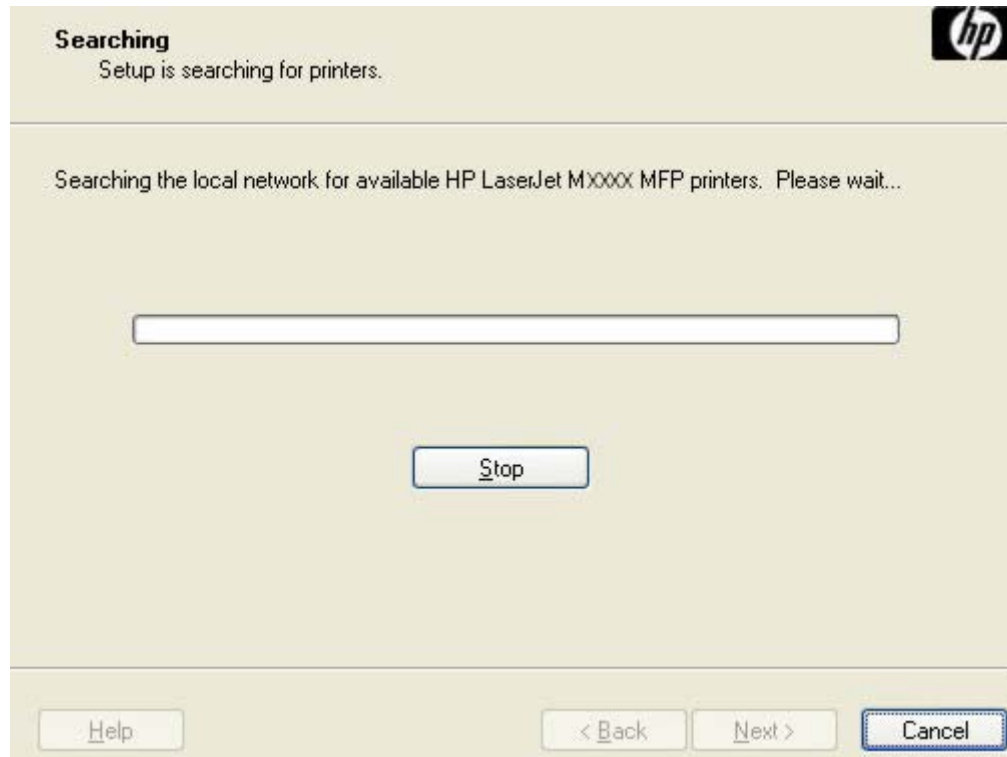 Searching
hp
Setup is searching for printers.
Searching the local network for available HP LaserJet MXXXX MFP printers. Please wait...
Stop
Help
< Back
Next >
Cancel